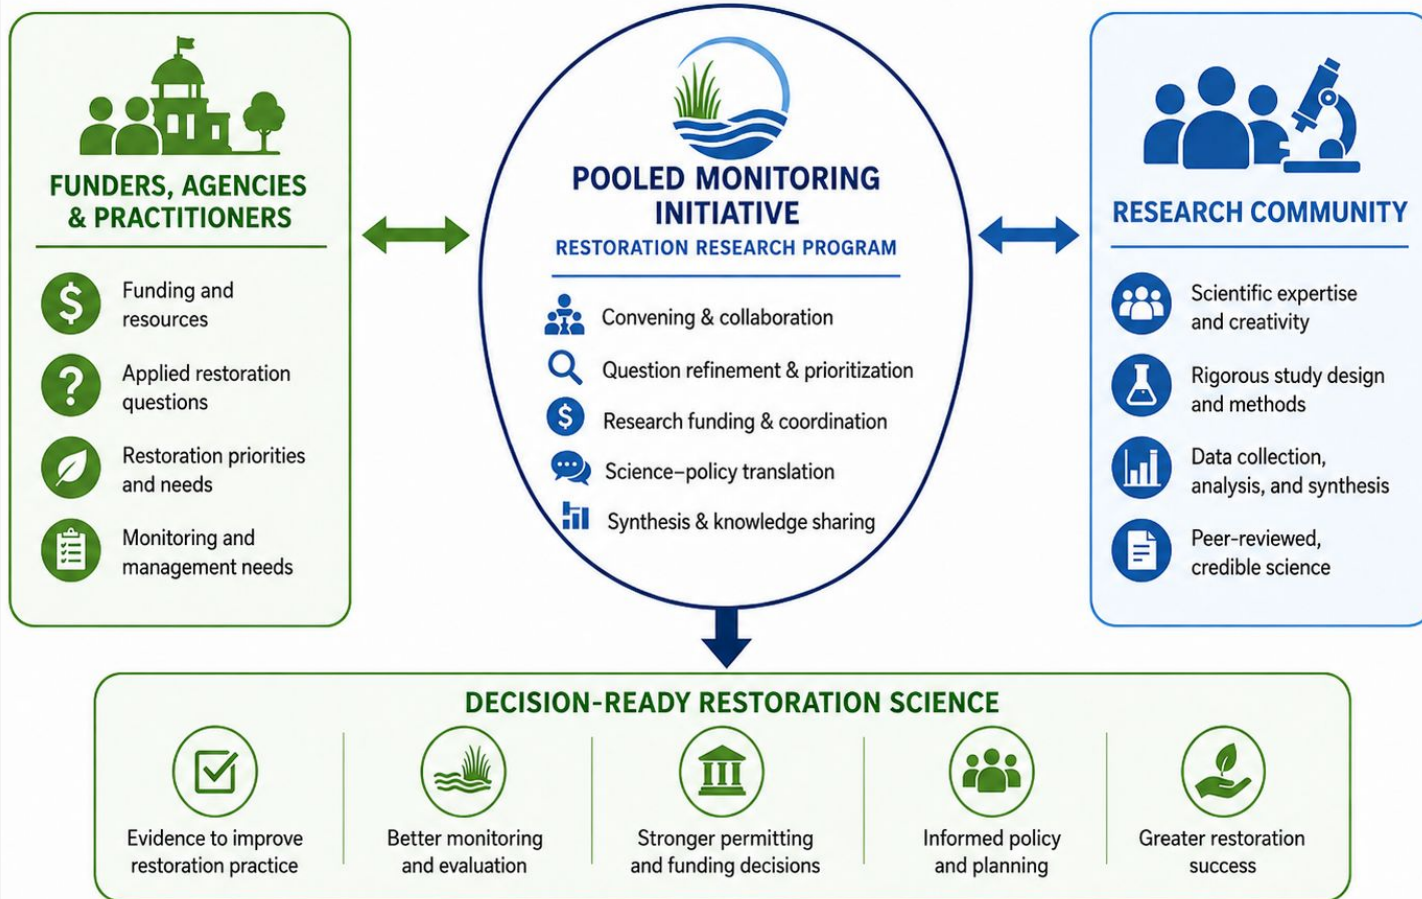 FUNDERS, AGENCIES
& PRACTITIONERS
$
Funding and
resources
?
Applied restoration
questions
Restoration priorities
and needs
Monitoring and
management needs
POOLED MONITORING
INITIATIVE
RESTORATION RESEARCH PROGRAM
Convening & collaboration
Question refinement & prioritization
$
Research funding & coordination
Science–policy translation
Synthesis & knowledge sharing
RESEARCH COMMUNITY
Scientific expertise
and creativity
Rigorous study design
and methods
Data collection,
analysis, and synthesis
Peer-reviewed,
credible science
DECISION-READY RESTORATION SCIENCE
Evidence to improve
restoration practice
Better monitoring
and evaluation
Stronger permitting
and funding decisions
Informed policy
and planning
Greater restoration
success